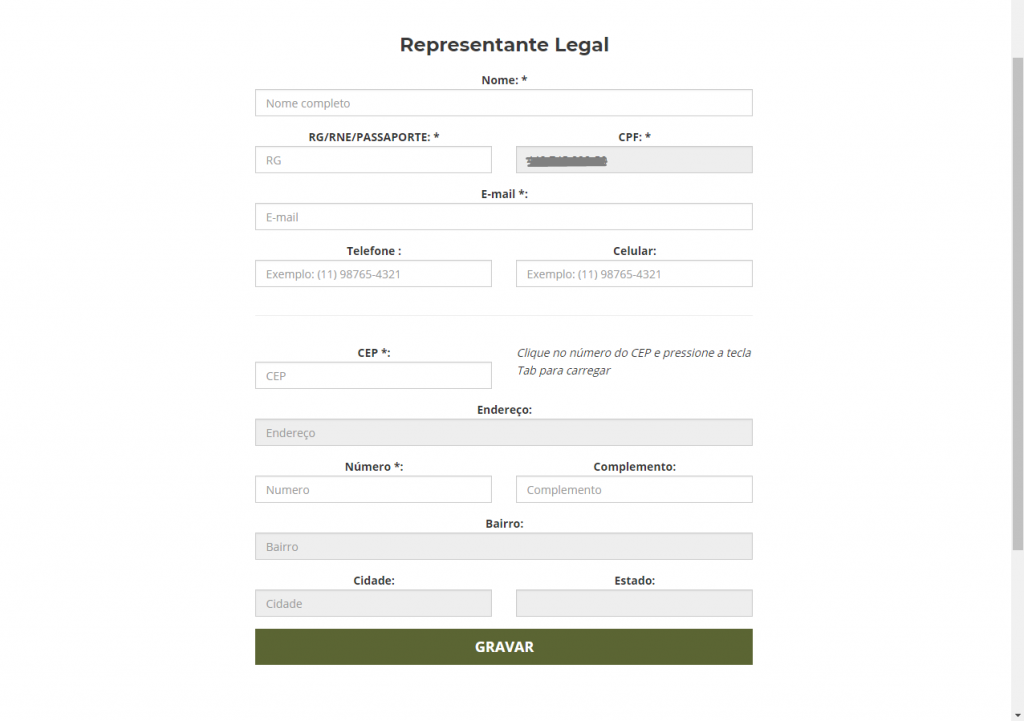 Representante Legal
Nome: *
Nome completo
RG/RNE/PASSAPORTE: *
CPF: *
RG
E-mail *:
E-mail
Telefone :
Celular:
Exemplo: (11) 98765-4321
Exemplo: (11) 98765-4321
CEP *:
Clique no número do CEP e pressione a tecla
Tab para carregar
CEP
Endereço:
Endereço
Número *:
Complemento:
Numero
Complemento
Bairro:
Bairro
Cidade:
Estado:
Cidade
GRAVAR